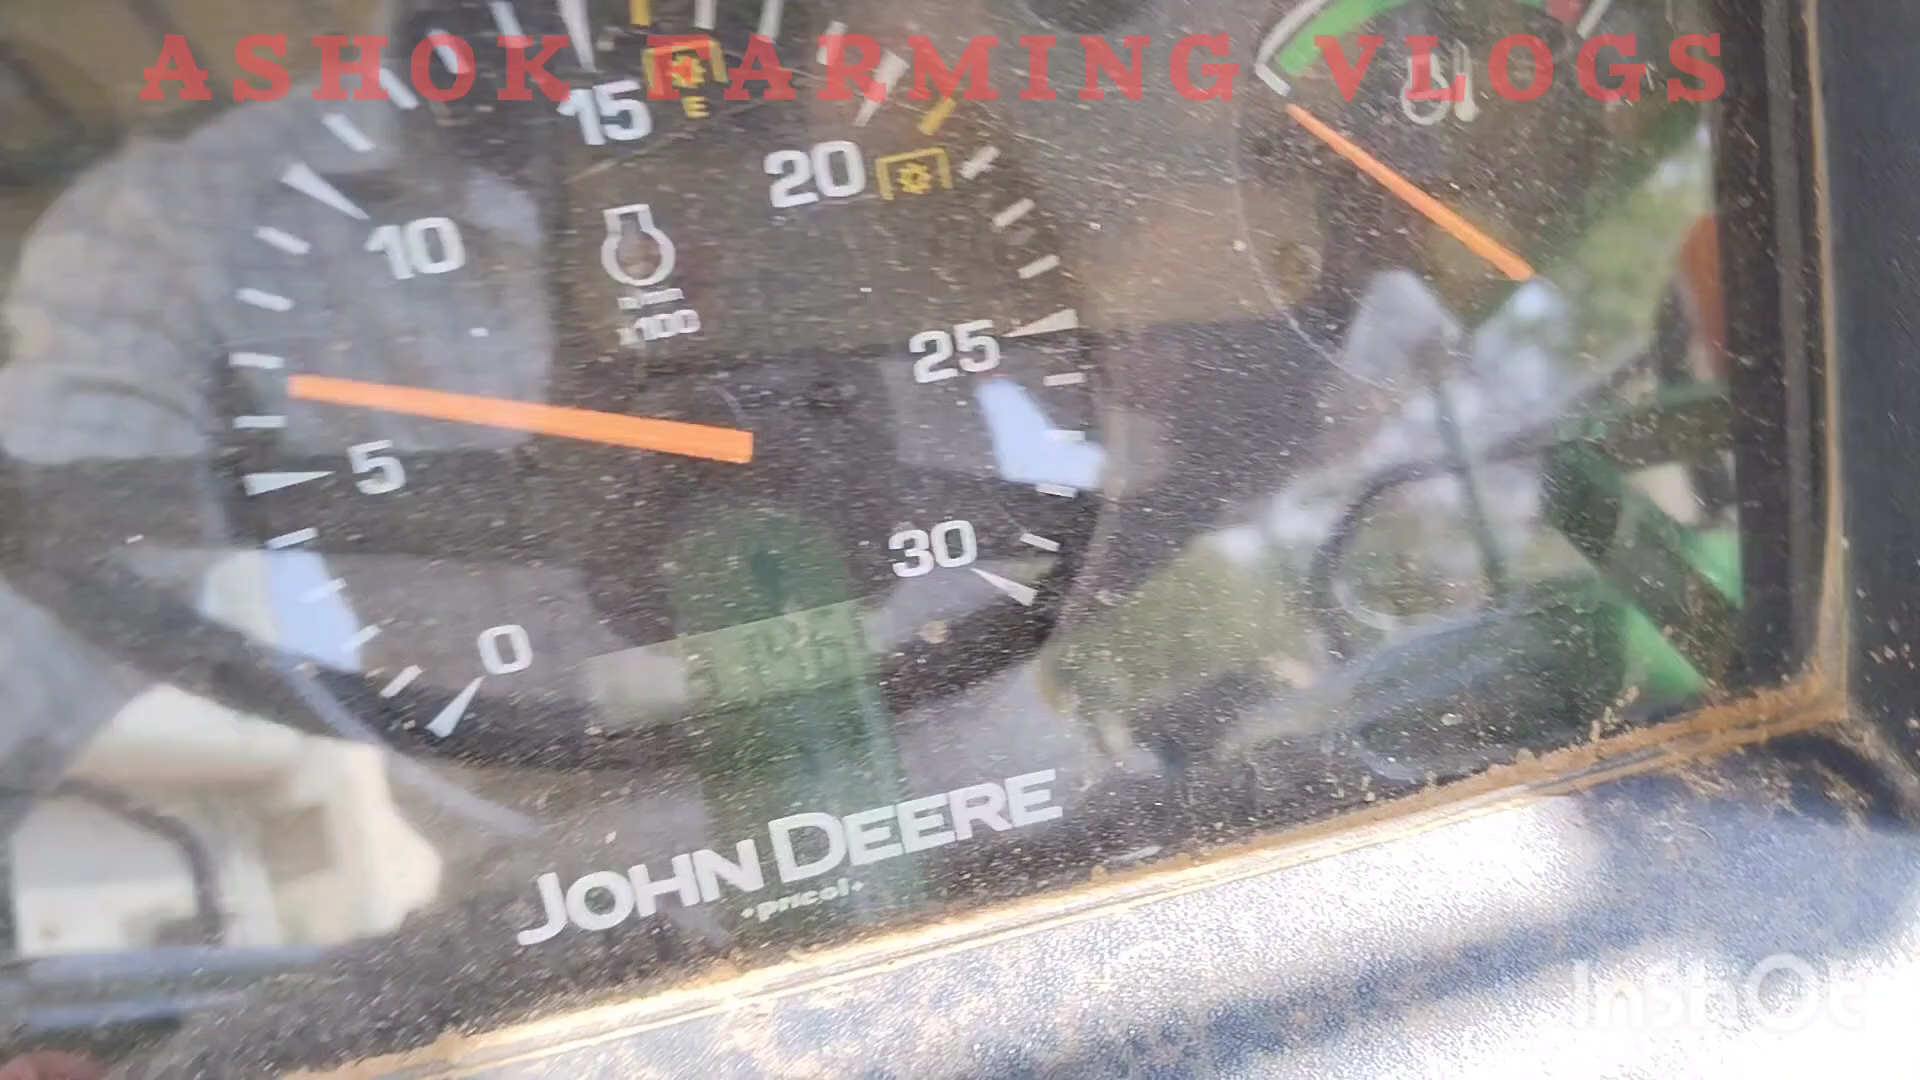 ASHOK FARMING VLOGS
15
E
20
10
x100
25
5
30
0
JOHN DEERE
•pricol•
InShOt